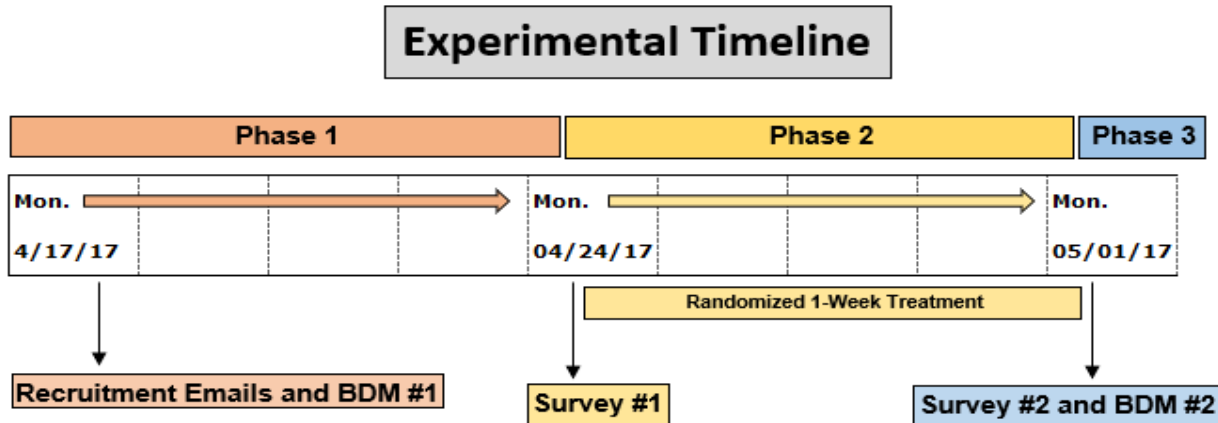 Experimental Timeline
Phase 1
Phase 2
Phase 3
Mon.
Mon.
Mon.
4/17/17
04/24/17
05/01/17
Randomized 1-Week Treatment
Recruitment Emails and BDM #1
Survey #1
Survey #2 and BDM #2